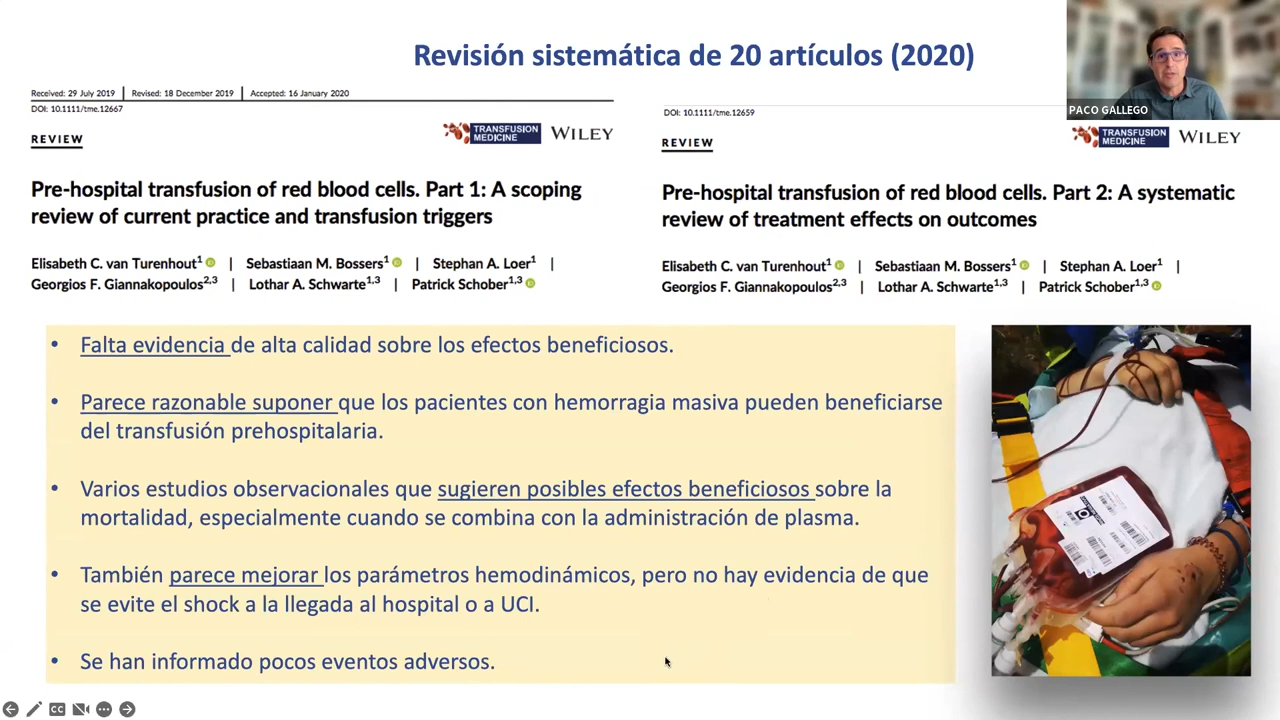 Revisión sistemática de 20 artículos (2020)
PACO GALLEGO
Received: 29 July 2019 | Revised: 18 December 2019 | Accepted: 16 January 2020
DOI: 10.1111/tme.12667
REVIEW
TRANSFUSION
MEDICINE
WILEY
Pre-hospital transfusion of red blood cells. Part 1: A scoping
review of current practice and transfusion triggers
Elisabeth C. van Turenhout1 | Sebastiaan M. Bossers1 | Stephan A. Loer1 |
Georgios F. Giannakopoulos2,3 | Lothar A. Schwarte1,3 | Patrick Schober1,3
DOI: 10.1111/tme.12659
REVIEW
TRANSFUSION
MEDICINE
WILEY
Pre-hospital transfusion of red blood cells. Part 2: A systematic
review of treatment effects on outcomes
Elisabeth C. van Turenhout1 | Sebastiaan M. Bossers1 | Stephan A. Loer1 |
Georgios F. Giannakopoulos2,3 | Lothar A. Schwarte1,3 | Patrick Schober1,3
• Falta evidencia de alta calidad sobre los efectos beneficiosos.
• Parece razonable suponer que los pacientes con hemorragia masiva pueden beneficiarse
del transfusión prehospitalaria.
• Varios estudios observacionales que sugieren posibles efectos beneficiosos sobre la
mortalidad, especialmente cuando se combina con la administración de plasma.
• También parece mejorar los parámetros hemodinámicos, pero no hay evidencia de que
se evite el shock a la llegada al hospital o a UCI.
• Se han informado pocos eventos adversos.
CC